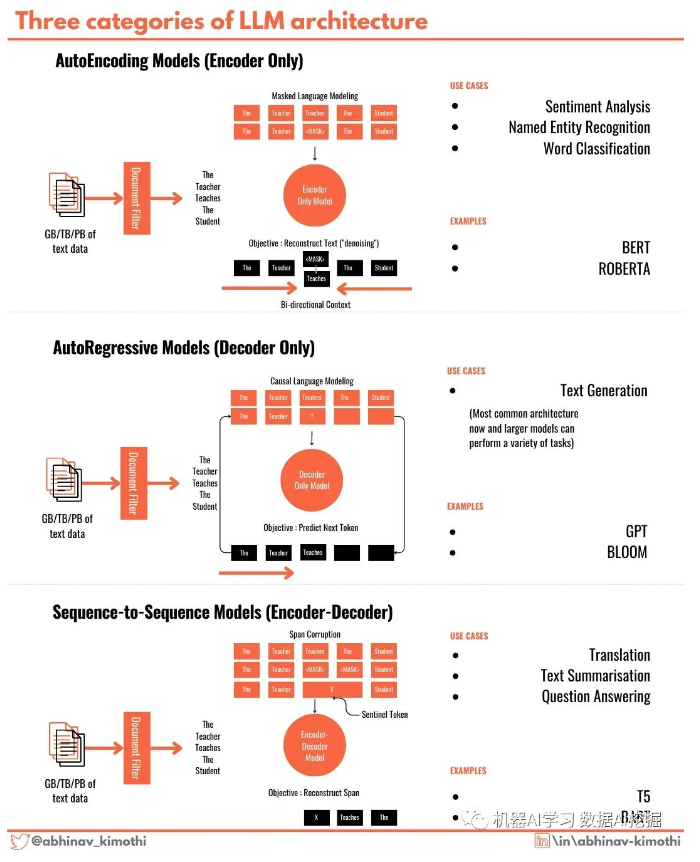 Three categories of LLM architecture
AutoEncoding Models (Encoder Only)
Masked Language Modeling
The Teacher Teaches The Student
The Teacher <MASK> The Student
Encoder
Only Model
Document Filter
The
Teacher
Teaches
The
Student
GB/TB/PB of
text data
Objective : Reconstruct Text ("denoising")
<MASK>
The Teacher Teaches The Student
Bi-directional Context
USE CASES
Sentiment Analysis
Named Entity Recognition
Word Classification
EXAMPLES
BERT
ROBERTA
AutoRegressive Models (Decoder Only)
Causal Language Modeling
The Teacher Teaches The Student
The Teacher ?
Decoder
Only Model
Document Filter
The
Teacher
Teaches
The
Student
GB/TB/PB of
text data
Objective : Predict Next Token
The Teacher Teaches
USE CASES
Text Generation
(Most common architecture
now and larger models can
perform a variety of tasks)
EXAMPLES
GPT
BLOOM
Sequence-to-Sequence Models (Encoder-Decoder)
Span Corruption
The Teacher Teaches The Student
The Teacher <MASK> <MASK> Student
The Teacher X Student
Sentinel Token
Encoder-
Decoder
Model
Document Filter
The
Teacher
Teaches
The
Student
GB/TB/PB of
text data
Objective : Reconstruct Span
X Teaches The
USE CASES
Translation
Text Summarisation
Question Answering
EXAMPLES
T5
BART
机器AI学习 数据AI挖掘
@abhinav_kimothi
in \in\abhinav-kimothi